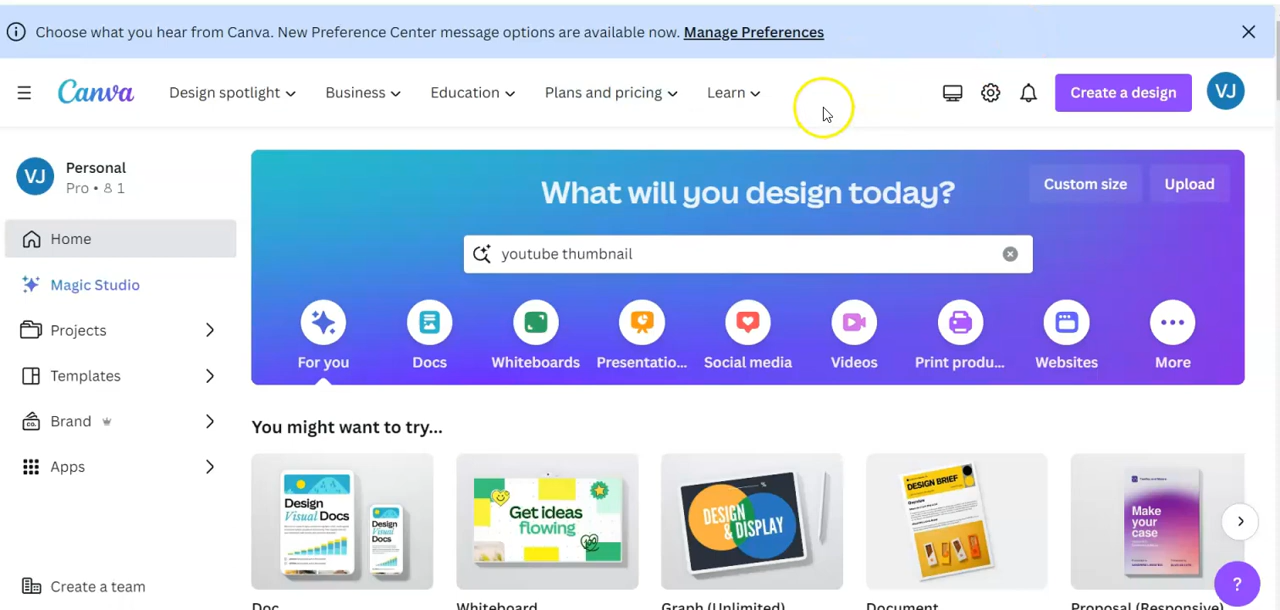 Choose what you hear from Canva. New Preference Center message options are available now. Manage Preferences
Canva
Design spotlight
Business
Education
Plans and pricing
Learn
Create a design
VJ
VJ
Personal
Pro • 1
Home
Magic Studio
Projects
Templates
Brand
Apps
Create a team
What will you design today?
Custom size
Upload
youtube thumbnail
For you
Docs
Whiteboards
Presentatio...
Social media
Videos
Print produ...
Websites
More
You might want to try...
Design
Visual Docs
Design
Visual Docs
Get ideas
flowing
DESIGN
& DISPLAY
DESIGN BRIEF
Make
your
case
?
Doc
Whiteboard
Graph (Unlimited)
Document
Proposal (Responsive)